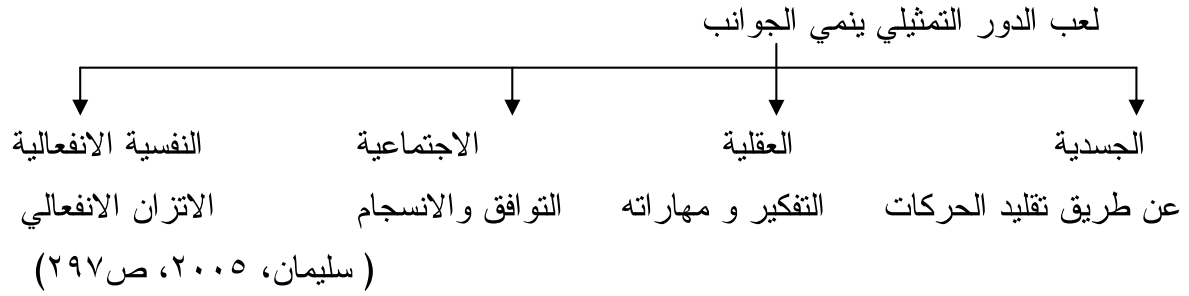 لعب الدور التمثيلي ينمي الجوانب
الجسدية العقلية الاجتماعية النفسية الانفعالية
عن طريق تقليد الحركات التفكير و مهاراته التوافق والانسجام الاتزان الانفعالي
( سليمان، ٢٠٠٥، ص٢٩٧)